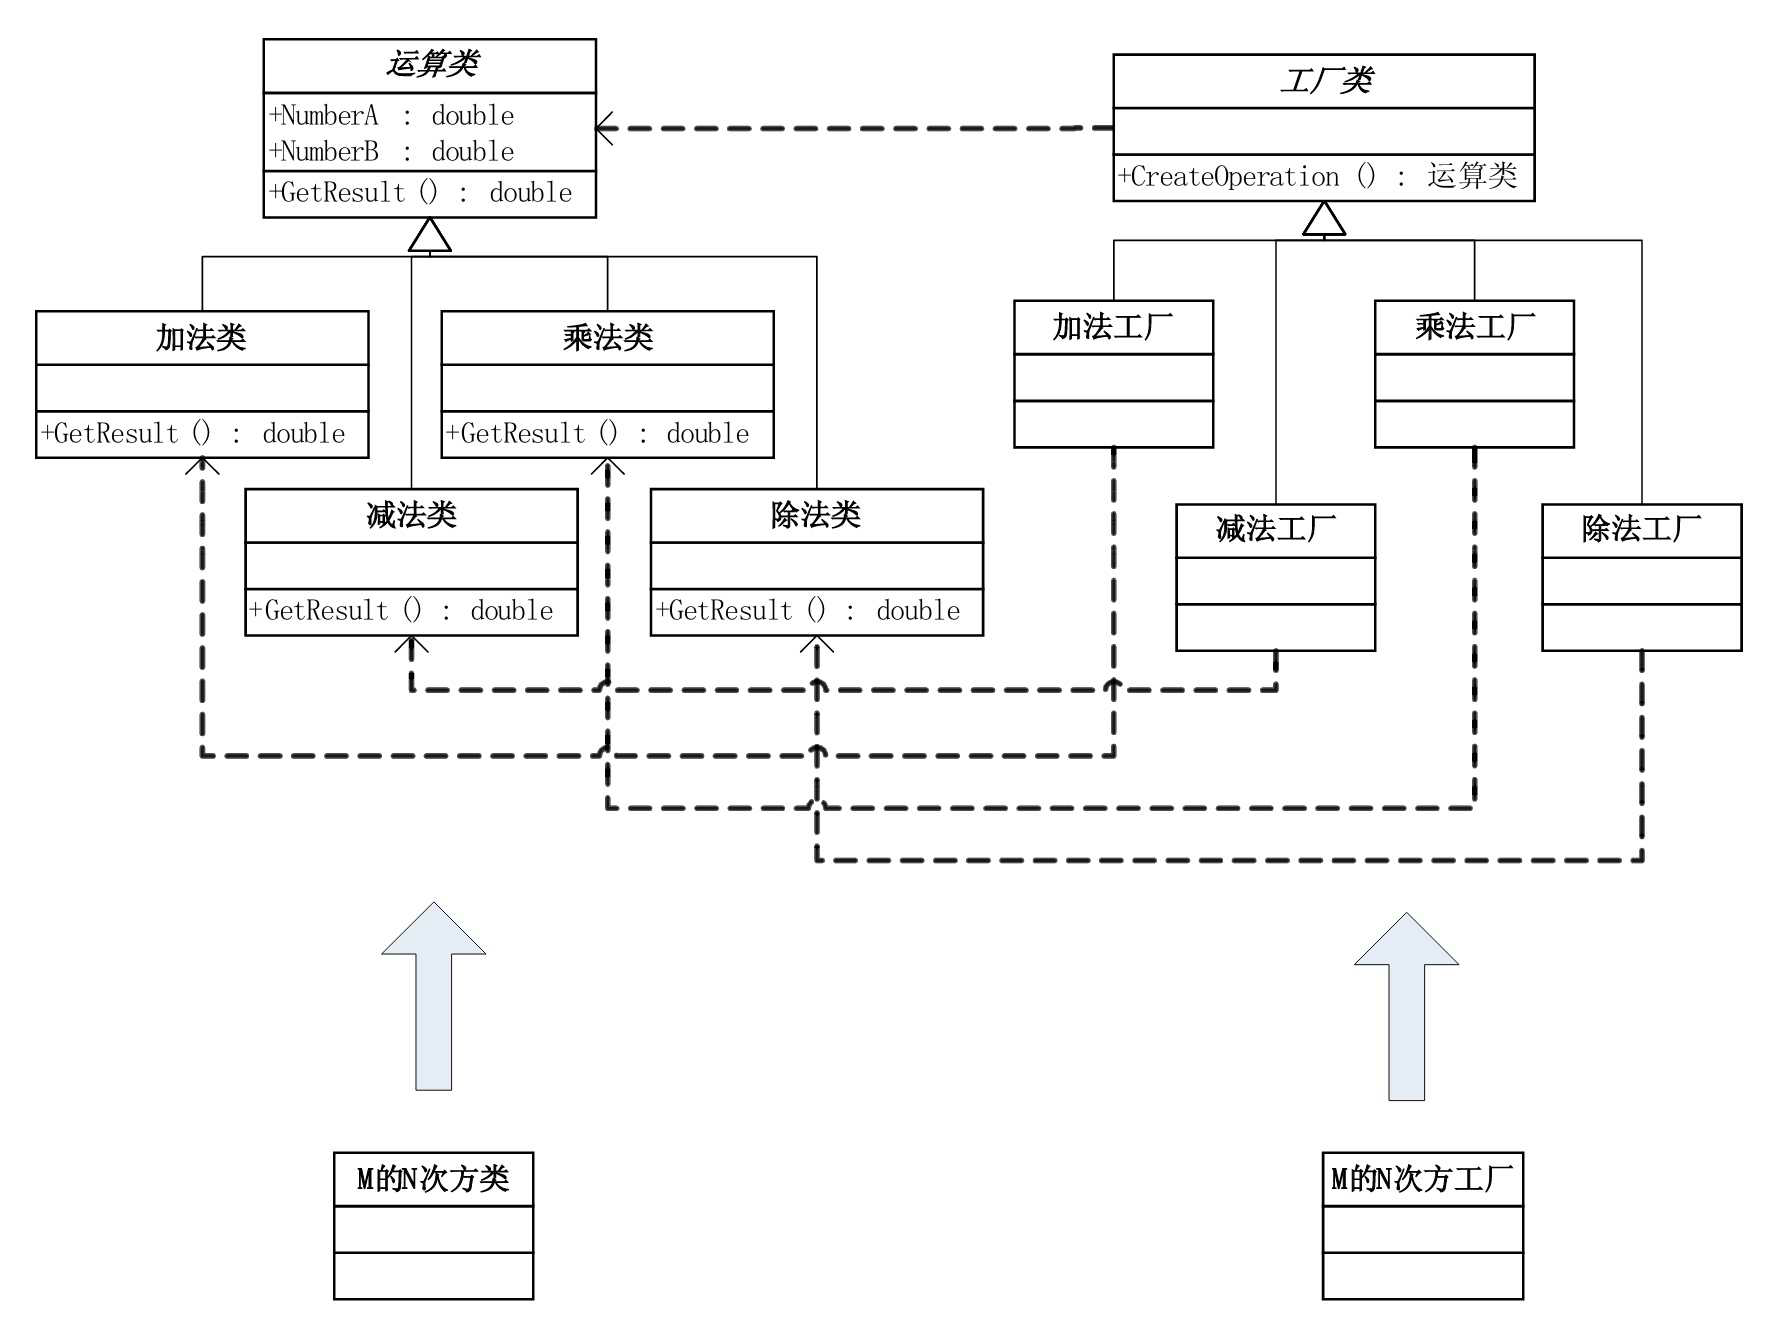 运算类
+NumberA : double
+NumberB : double
+GetResult() : double
工厂类
+CreateOperation() : 运算类
加法类
+GetResult() : double
乘法类
+GetResult() : double
减法类
+GetResult() : double
除法类
+GetResult() : double
加法工厂
乘法工厂
减法工厂
除法工厂
M的N次方类
M的N次方工厂